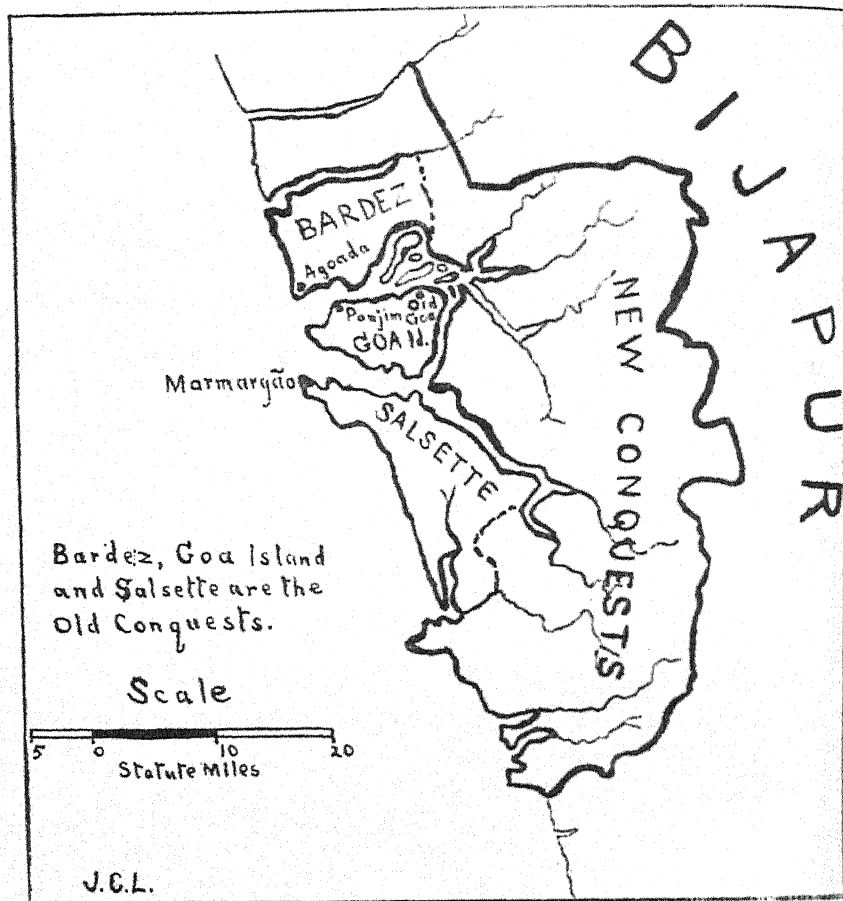 BIJAPUR
BARDEZ
Agoada
Panjim
Old
Goa
GOA Id.
Marmargão
SALSETTE
NEW CONQUESTS
Bardez, Goa Island
and Salsette are the
Old Conquests.
Scale
5 0 10 20
Statute Miles
J.C.L.